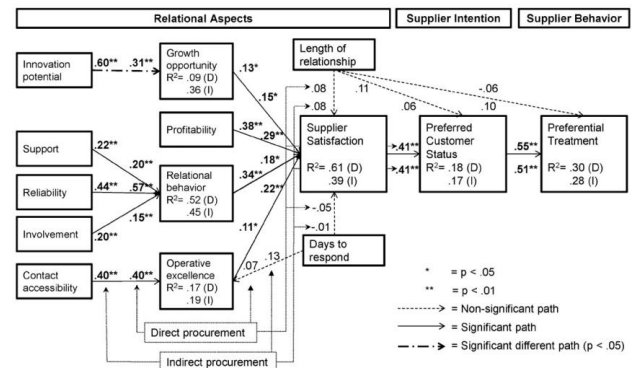 Relational Aspects
Supplier Intention
Supplier Behavior
Innovation potential
.60**
.31**
Growth opportunity
R²= .09 (D)
.36 (I)
.13*
.15*
Length of relationship
.08
.08
.11
.06
-.06
.10
Profitability
.38**
.29**
Support
.22**
.20**
Reliability
.44**
.57**
Involvement
.20**
.15**
Relational behavior
R²= .52 (D)
.45 (I)
.34**
.18*
Supplier Satisfaction
R²= .61 (D)
.39 (I)
.41**
.41**
Preferred Customer Status
R²= .18 (D)
.17 (I)
.55**
.51**
Preferential Treatment
R²= .30 (D)
.28 (I)
.22**
.11*
-.05
-.01
Contact accessibility
.40**
.40**
Operative excellence
R²= .17 (D)
.19 (I)
.07
.13
Days to respond
Direct procurement
Indirect procurement
* = p < .05
** = p < .01
= Non-significant path
= Significant path
= Significant different path (p < .05)